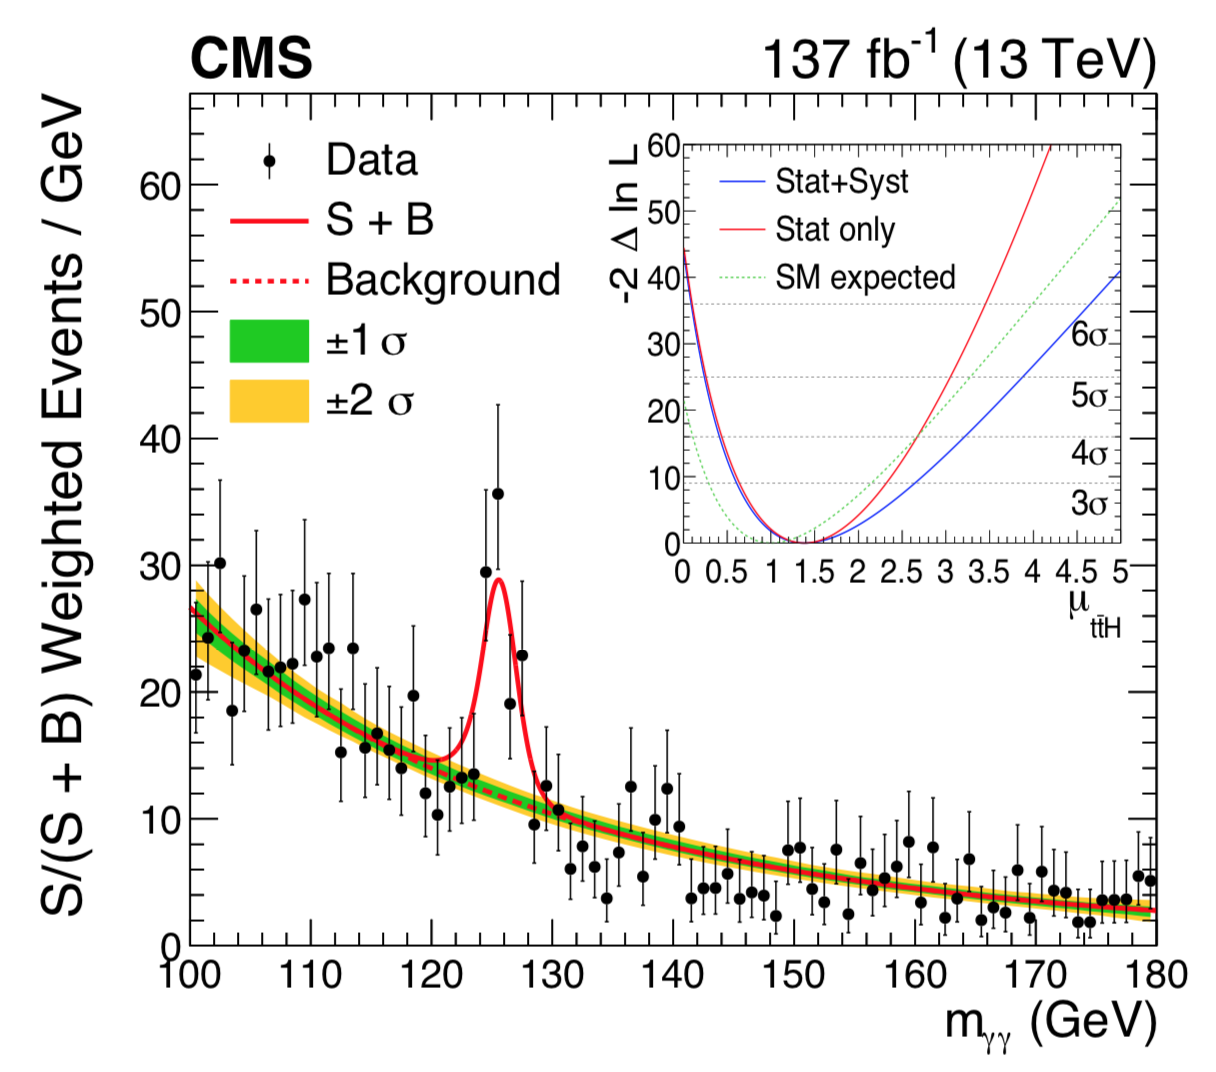 CMS
137 fb-1 (13 TeV)
S/(S + B) Weighted Events / GeV
60
50
40
30
20
10
0
Data
S + B
Background
±1 σ
±2 σ
-2 Δ ln L
60
50
40
30
20
10
0
Stat+Syst
Stat only
SM expected
6σ
5σ
4σ
3σ
0 0.5 1 1.5 2 2.5 3 3.5 4 4.5 5
μ tt̄H
100 110 120 130 140 150 160 170 180
mγγ (GeV)